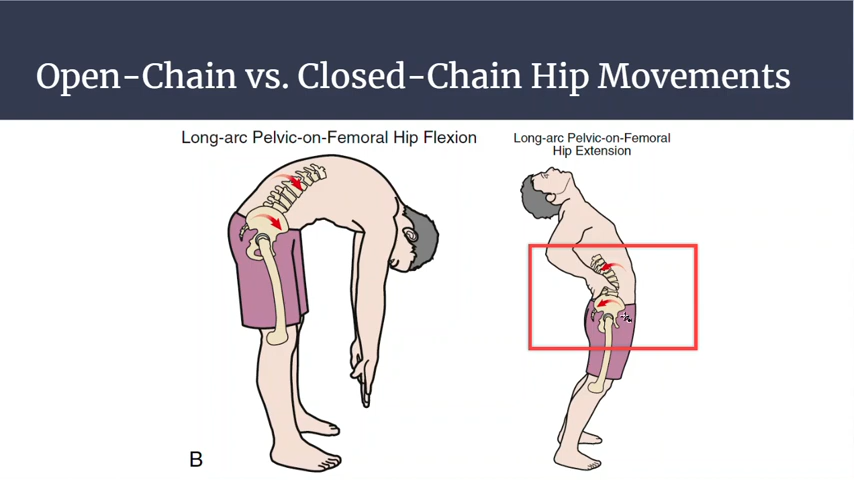 Open-Chain vs. Closed-Chain Hip Movements
Long-arc Pelvic-on-Femoral Hip Flexion
Long-arc Pelvic-on-Femoral
Hip Extension
B